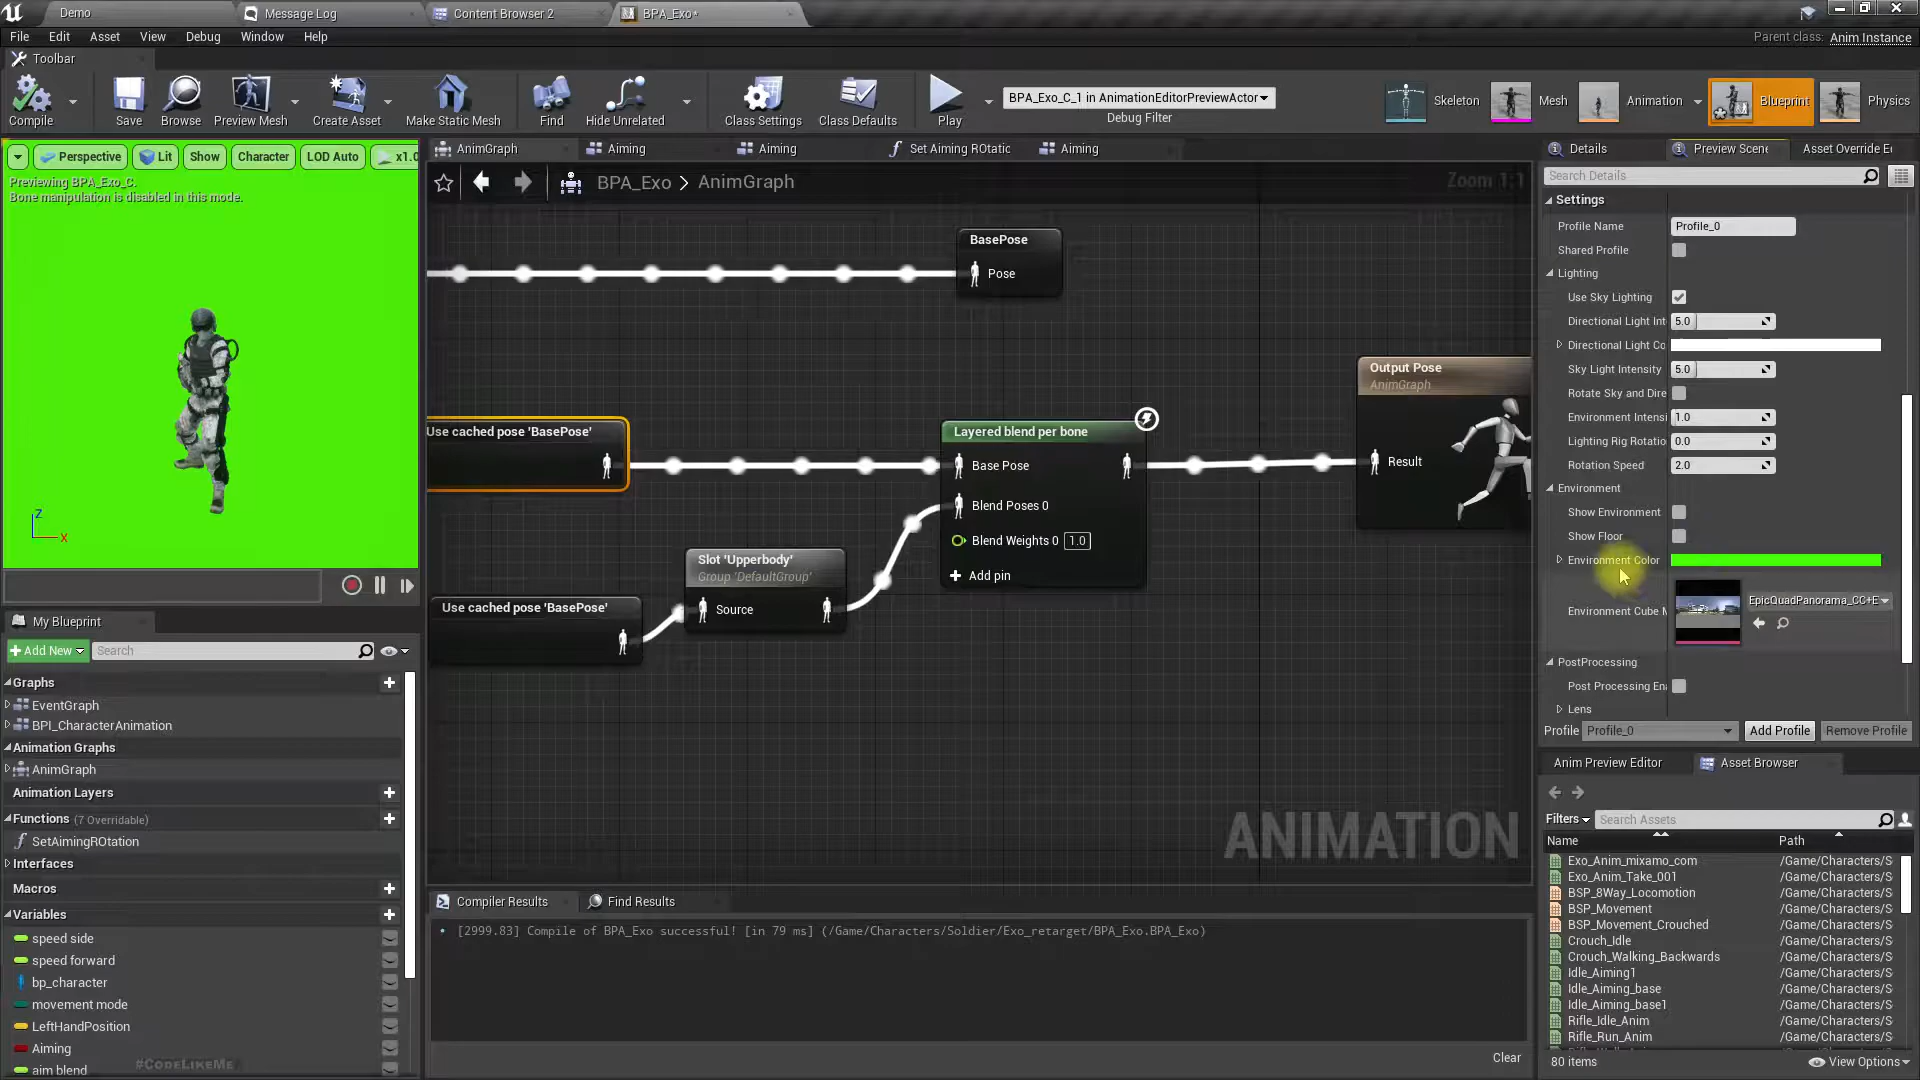 Demo
Message Log
Content Browser 2
BPA_Exo*
File
Edit
Asset
View
Debug
Window
Help
Parent class: Anim Instance
Toolbar
Compile
Save
Browse
Preview Mesh
Create Asset
Make Static Mesh
Find
Hide Unrelated
Class Settings
Class Defaults
Play
BPA_Exo_C_1 in AnimationEditorPreviewActor
Debug Filter
Skeleton
Mesh
Animation
Blueprint
Physics
Perspective
Lit
Show
Character
LOD Auto
x1.0
Previewing BPA_Exo_C.
Bone manipulation is disabled in this mode.
Z
X
AnimGraph
Aiming
Aiming
Set Aiming ROtatic
Aiming
BPA_Exo > AnimGraph
Zoom 1:1
BasePose
Pose
Use cached pose 'BasePose'
Layered blend per bone
Base Pose
Blend Poses 0
Blend Weights 0 1.0
Add pin
Output Pose
AnimGraph
Result
Slot 'Upperbody'
Group 'DefaultGroup'
Source
Use cached pose 'BasePose'
ANIMATION
Compiler Results
Find Results
• [2999.83] Compile of BPA_Exo successful! [in 79 ms] (/Game/Characters/Soldier/Exo_retarget/BPA_Exo.BPA_Exo)
Clear
My Blueprint
Add New
Search
Graphs
EventGraph
BPI_CharacterAnimation
Animation Graphs
AnimGraph
Animation Layers
Functions (7 Overridable)
SetAimingROtation
Interfaces
Macros
Variables
speed side
speed forward
bp_character
movement mode
LeftHandPosition
Aiming
aim blend
#CodeLikeMe
Details
Preview Scene
Asset Override E
Search Details
Settings
Profile Name Profile_0
Shared Profile
Lighting
Use Sky Lighting
Directional Light Int 5.0
Directional Light Co
Sky Light Intensity 5.0
Rotate Sky and Dire
Environment Intensi 1.0
Lighting Rig Rotatio 0.0
Rotation Speed 2.0
Environment
Show Environment
Show Floor
Environment Color
Environment Cube M
EpicQuadPanorama_CC+E
PostProcessing
Post Processing En
Lens
Profile Profile_0
Add Profile
Remove Profile
Anim Preview Editor
Asset Browser
Filters
Search Assets
Name
Path
Exo_Anim_mixamo_com /Game/Characters/S
Exo_Anim_Take_001 /Game/Characters/S
BSP_8Way_Locomotion /Game/Characters/S
BSP_Movement /Game/Characters/S
BSP_Movement_Crouched /Game/Characters/S
Crouch_Idle /Game/Characters/S
Crouch_Walking_Backwards /Game/Characters/S
Idle_Aiming1 /Game/Characters/S
Idle_Aiming_base /Game/Characters/S
Idle_Aiming_base1 /Game/Characters/S
Rifle_Idle_Anim /Game/Characters/S
Rifle_Run_Anim /Game/Characters/S
80 items
View Options